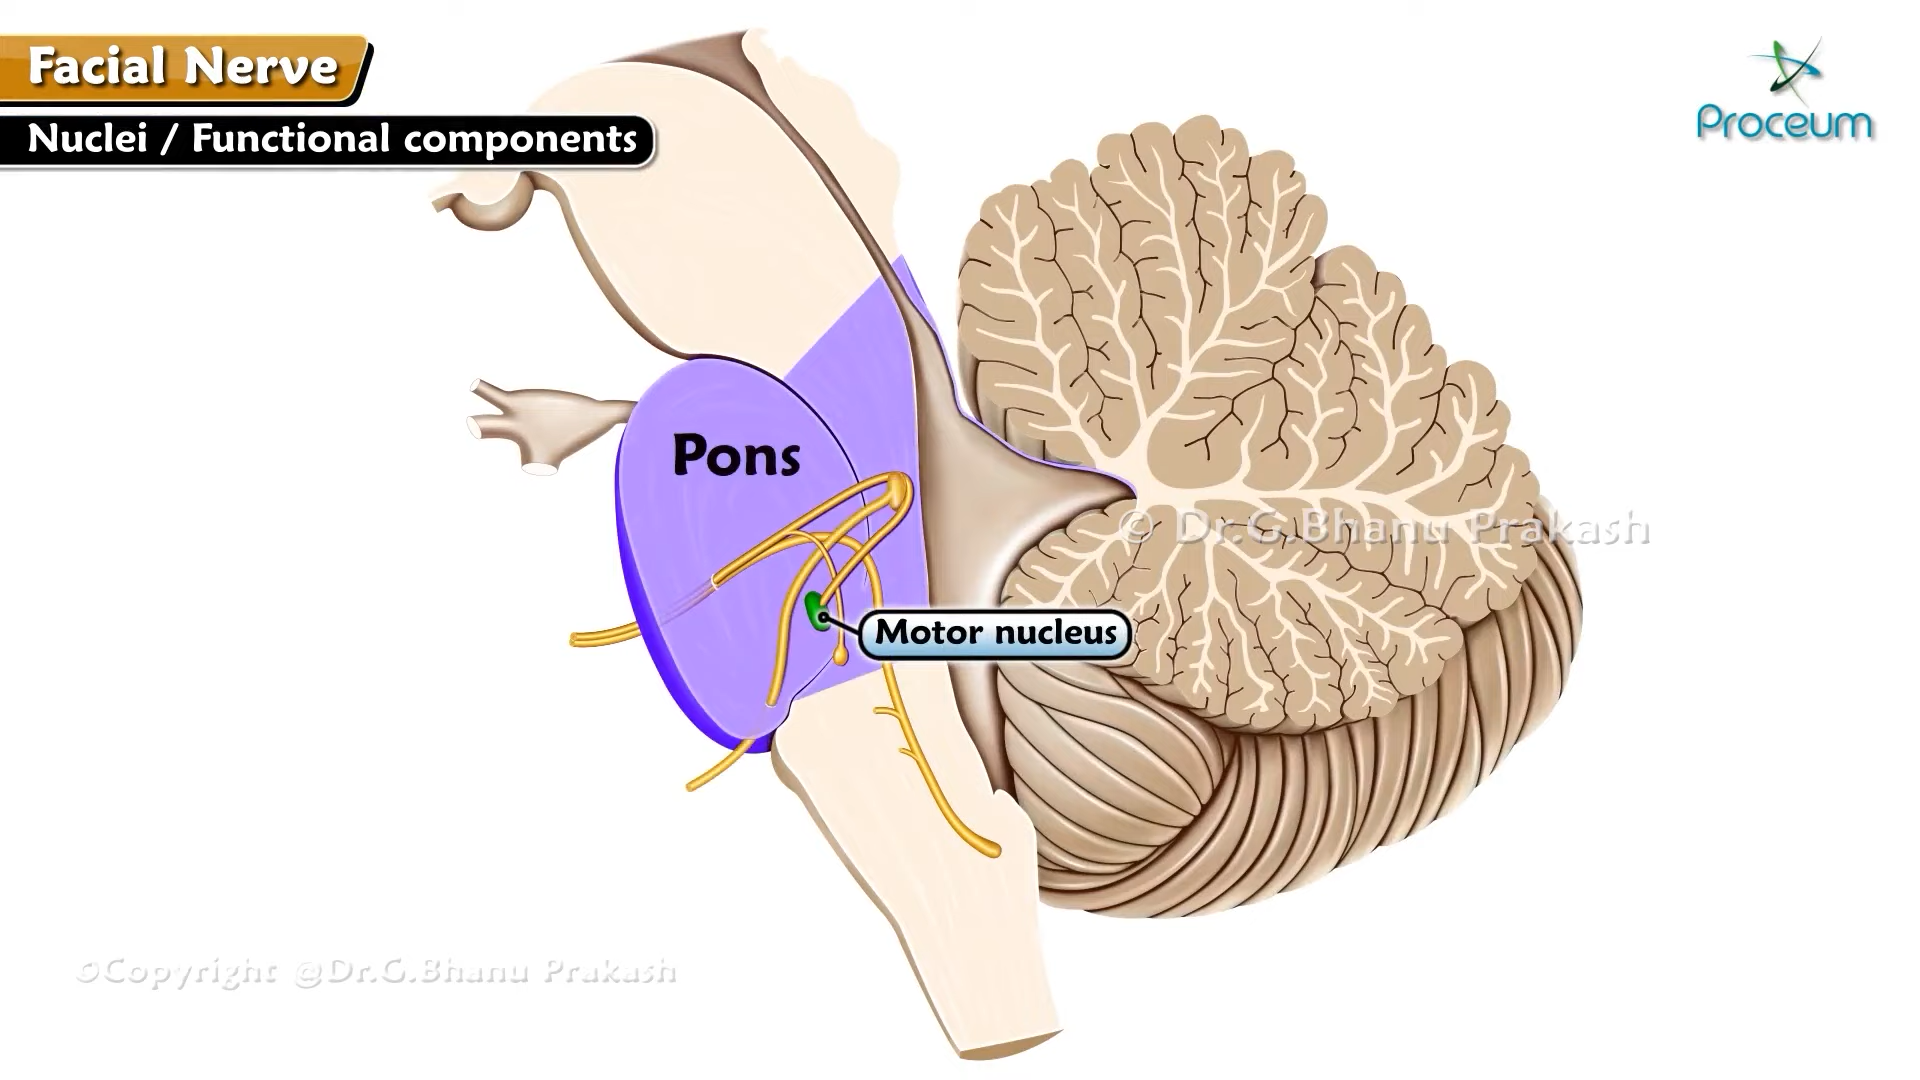 Facial Nerve
Nuclei / Functional components
Proceum
Pons
© Dr.G.Bhanu Prakash
Motor nucleus
©Copyright @Dr.G.Bhanu Prakash